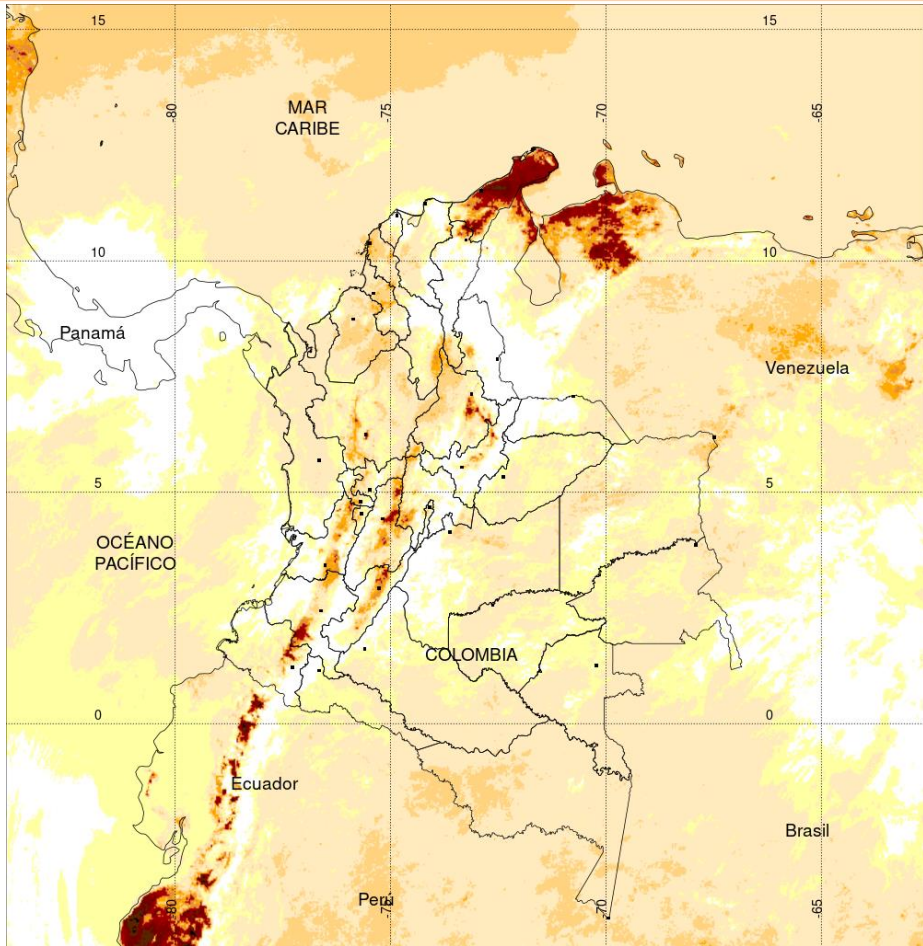 15
15
-80
-75
-70
-65
MAR
CARIBE
10
10
Panamá
Venezuela
5
5
OCÉANO
PACÍFICO
COLOMBIA
0
0
Ecuador
Brasil
Perú
-80
-75
-70
-65